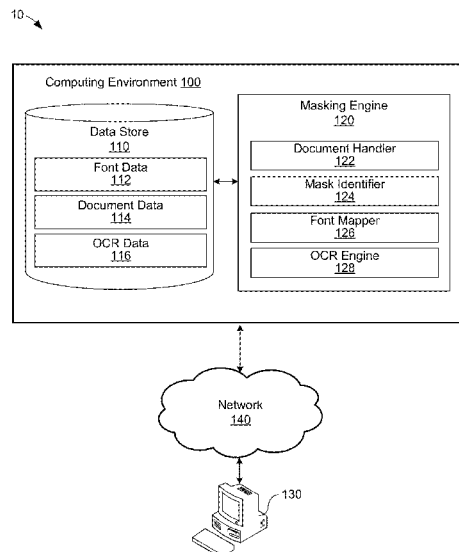 10
Computing Environment 100
Data Store
110
Font Data
112
Document Data
114
OCR Data
116
Masking Engine
120
Document Handler
122
Mask Identifier
124
Font Mapper
126
OCR Engine
128
Network
140
130